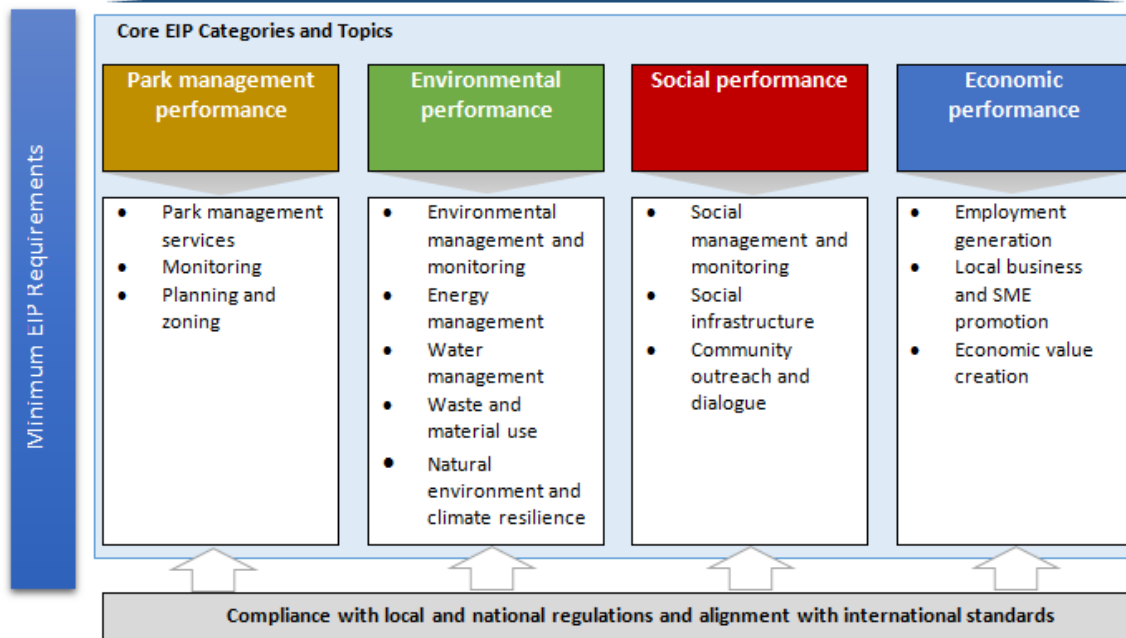 Core EIP Categories and Topics
Minimum EIP Requirements
Park management
performance
• Park management
services
• Monitoring
• Planning and
zoning
Environmental
performance
• Environmental
management and
monitoring
• Energy
management
• Water
management
• Waste and
material use
• Natural
environment and
climate resilience
Social performance
• Social
management and
monitoring
• Social
infrastructure
• Community
outreach and
dialogue
Economic
performance
• Employment
generation
• Local business
and SME
promotion
• Economic value
creation
Compliance with local and national regulations and alignment with international standards